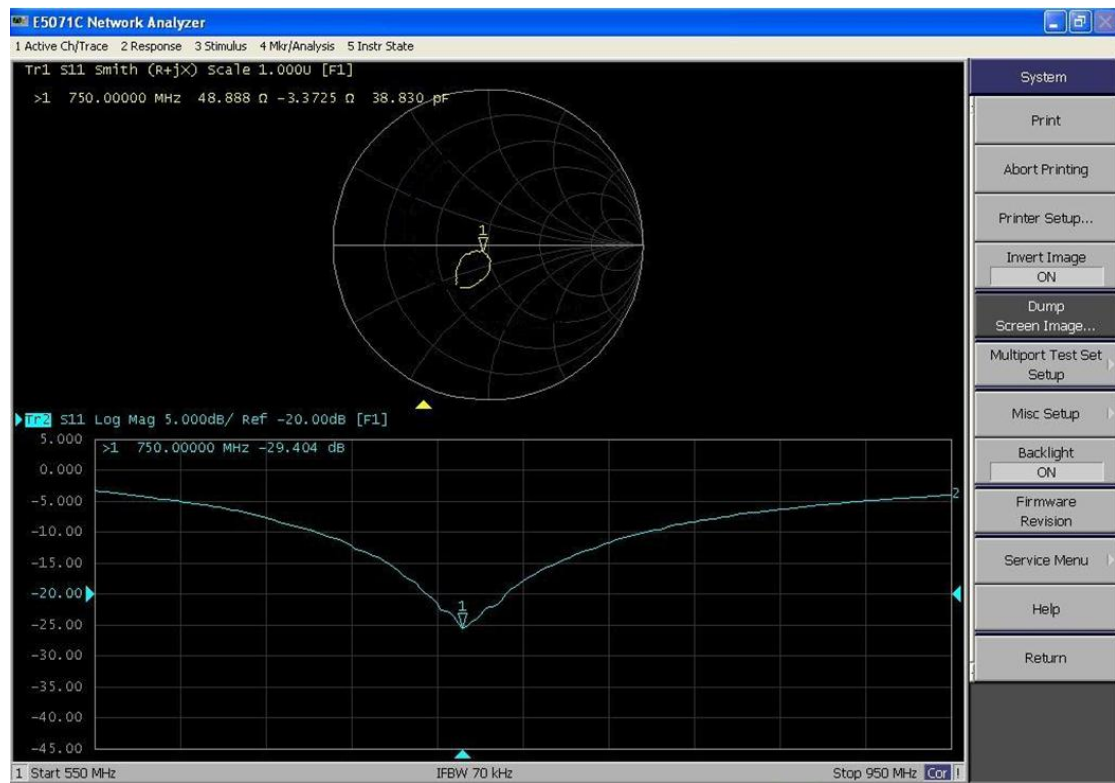 E5071C Network Analyzer
1 Active Ch/Trace 2 Response 3 Stimulus 4 Mkr/Analysis 5 Instr State
Tr1 S11 Smith (R+jX) Scale 1.000U [F1]
>1 750.00000 MHz 48.888 Ω -3.3725 Ω 38.830 pF
1
Tr2 S11 Log Mag 5.000dB/ Ref -20.00dB [F1]
>1 750.00000 MHz -29.404 dB
5.000
0.000
-5.000
-10.00
-15.00
-20.00
-25.00
-30.00
-35.00
-40.00
-45.00
1
2
1 Start 550 MHz
IFBW 70 kHz
Stop 950 MHz Cor !
System
Print
Abort Printing
Printer Setup...
Invert Image
ON
Dump
Screen Image...
Multiport Test Set
Setup
Misc Setup
Backlight
ON
Firmware
Revision
Service Menu
Help
Return